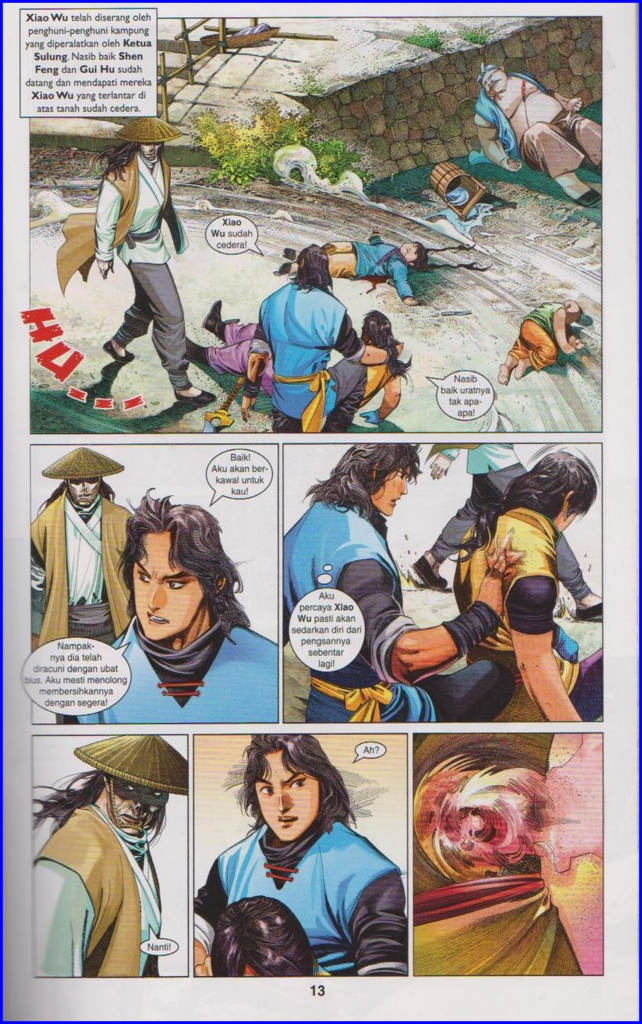 Xiao Wu telah diserang oleh
penghuni-penghuni kampung
yang diperalatkan oleh Ketua
Sulung. Nasib baik Shen
Feng dan Gui Hu sudah
datang dan mendapati mereka
Xiao Wu yang terlantar di
atas tanah sudah cedera.
Xiao
Wu sudah
cedera!
HU...
Nasib
baik uratnya
tak apa-
apa!
Baik!
Aku akan ber-
kawal untuk
kau!
Nampak-
nya dia telah
diracuni dengan ubat
bius. Aku mesti menolong
membersihkannya
dengan segera!
Aku
percaya Xiao
Wu pasti akan
sedarkan diri dari
pengsannya
sebentar
lagi!
Nanti!
Ah?
13